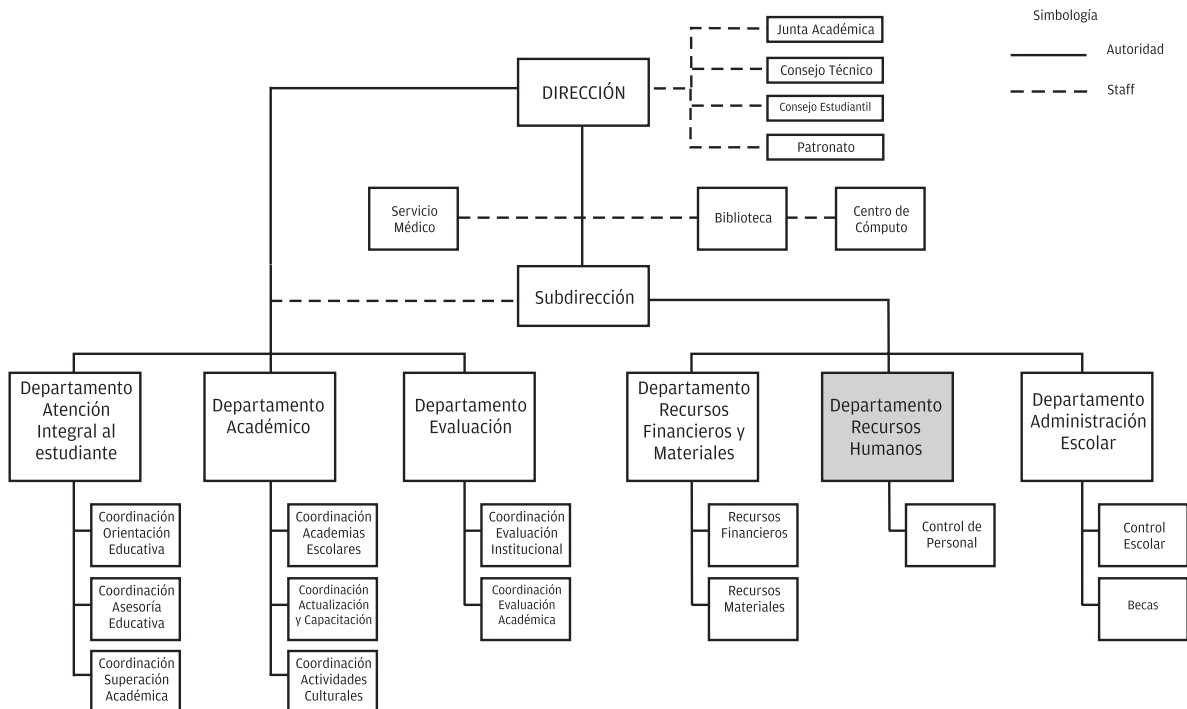 Simbología
Autoridad
Staff
Junta Académica
Consejo Técnico
Consejo Estudiantil
Patronato
DIRECCIÓN
Servicio
Médico
Biblioteca
Centro de
Cómputo
Subdirección
Departamento
Atención
Integral al
estudiante
Departamento
Académico
Departamento
Evaluación
Departamento
Recursos
Financieros y
Materiales
Departamento
Recursos
Humanos
Departamento
Administración
Escolar
Coordinación
Orientación
Educativa
Coordinación
Asesoría
Educativa
Coordinación
Superación
Académica
Coordinación
Academias
Escolares
Coordinación
Actualización
y Capacitación
Coordinación
Actividades
Culturales
Coordinación
Evaluación
Institucional
Coordinación
Evaluación
Académica
Recursos
Financieros
Recursos
Materiales
Control de
Personal
Control
Escolar
Becas